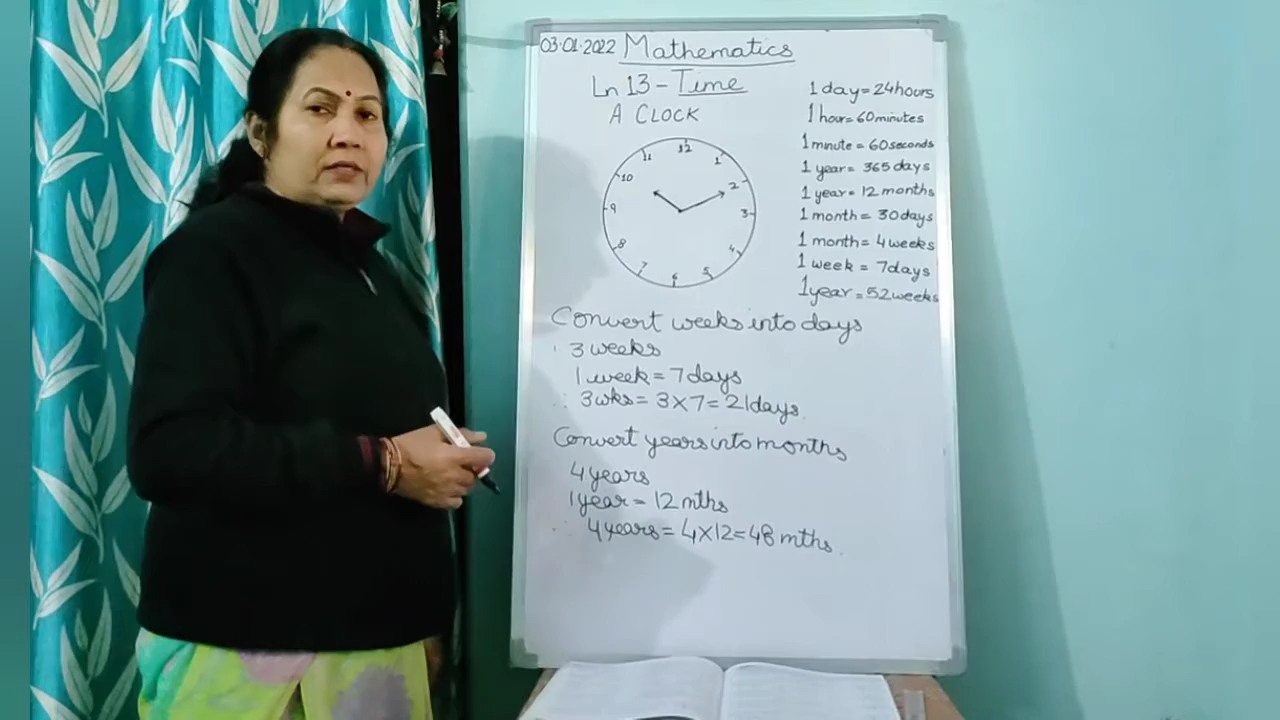 03.01.2022 Mathematics
Ln 13 - Time
A CLOCK
12
1
2
3
4
5
6
7
8
9
10
11
1 day = 24 hours
1 hour = 60 minutes
1 minute = 60 seconds
1 year = 365 days
1 year = 12 months
1 month = 30 days
1 month = 4 weeks
1 week = 7 days
1 year = 52 weeks
Convert weeks into days
3 weeks
1 week = 7 days
∴ 3 wks = 3 X 7 = 21 days.
Convert years into months
4 years
1 year = 12 mths
∴ 4 years = 4 X 12 = 48 mths.